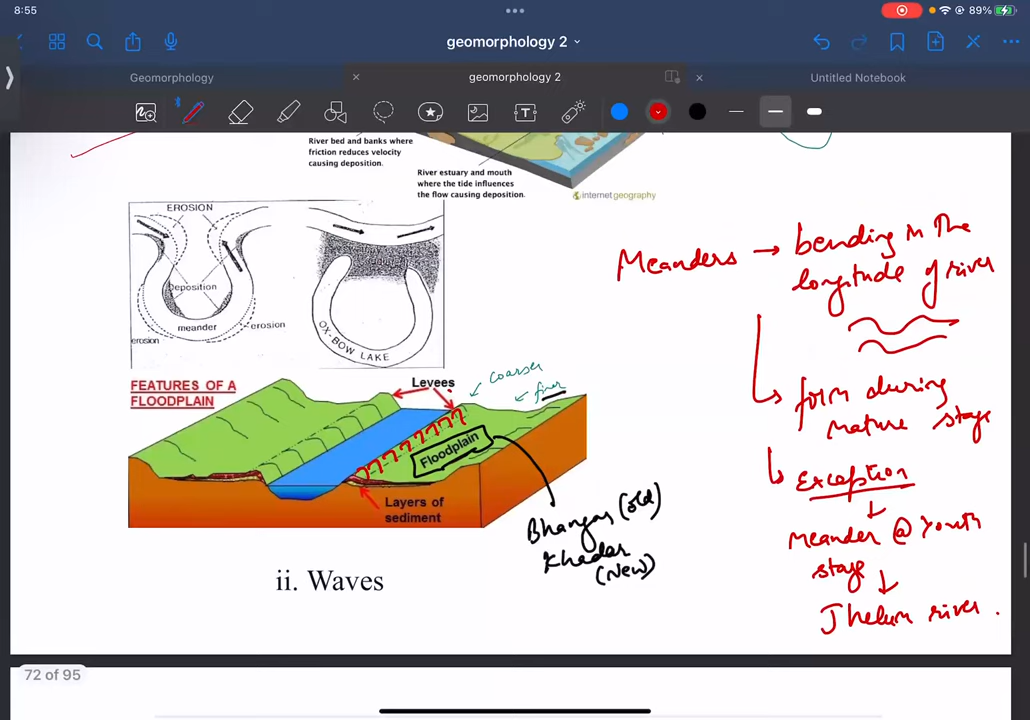 8:55
89%
geomorphology 2
Geomorphology
geomorphology 2
Untitled Notebook
River bed and banks where
friction reduces velocity
causing deposition.
River estuary and mouth
where the tide influences
the flow causing deposition.
internetgeography
EROSION
Deposition
meander
erosion
erosion
OX-BOW LAKE
Meanders → bending in the
longitude of river
form during
mature stage
Exception
↓
Meander @ Youth
stage ↓
Jhelum river.
FEATURES OF A
FLOODPLAIN
Levees
coarser
finer
Floodplain
Layers of
sediment
Bhangar (old)
Khadar
(New)
ii. Waves
72 of 95